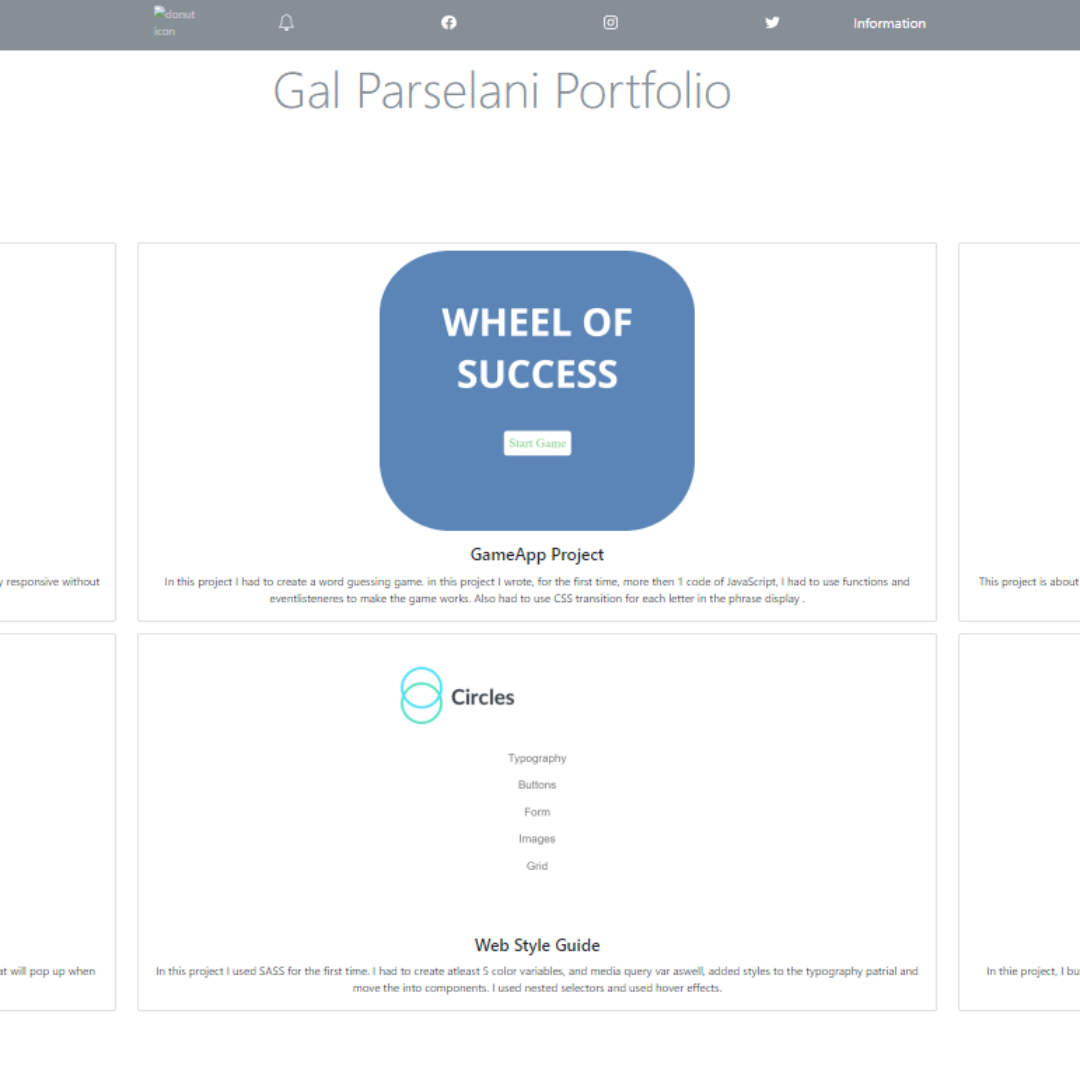 donut
icon
Information
Gal Parselani Portfolio
WHEEL OF
SUCCESS
Start Game
GameApp Project
responsive without
In this project I had to create a word guessing game. in this project I wrote, for the first time, more then 1 code of JavaScript, I had to use functions and
eventlisteneres to make the game works. Also had to use CSS transition for each letter in the phrase display .
This project is about
Circles
Typography
Buttons
Form
Images
Grid
Web Style Guide
at will pop up when
In this project I used SASS for the first time. I had to create atleast 5 color variables, and media query var aswell, added styles to the typography patrial and
move the into components. I used nested selectors and used hover effects.
In thie project, I bu